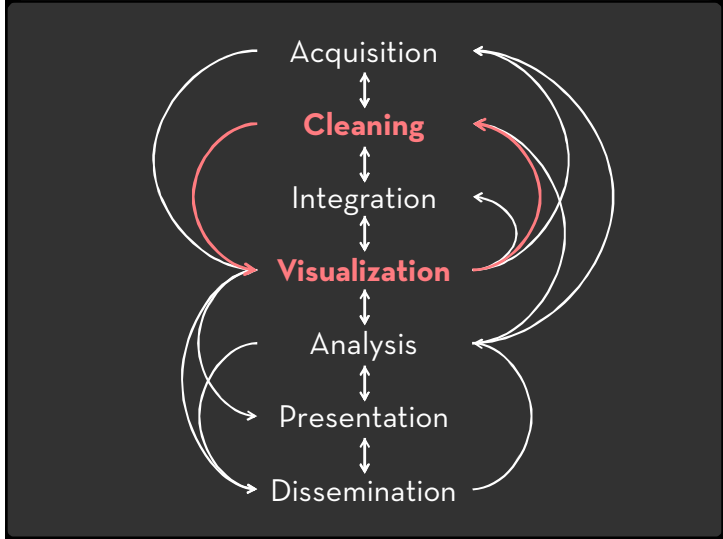 Acquisition
Cleaning
Integration
Visualization
Analysis
Presentation
Dissemination